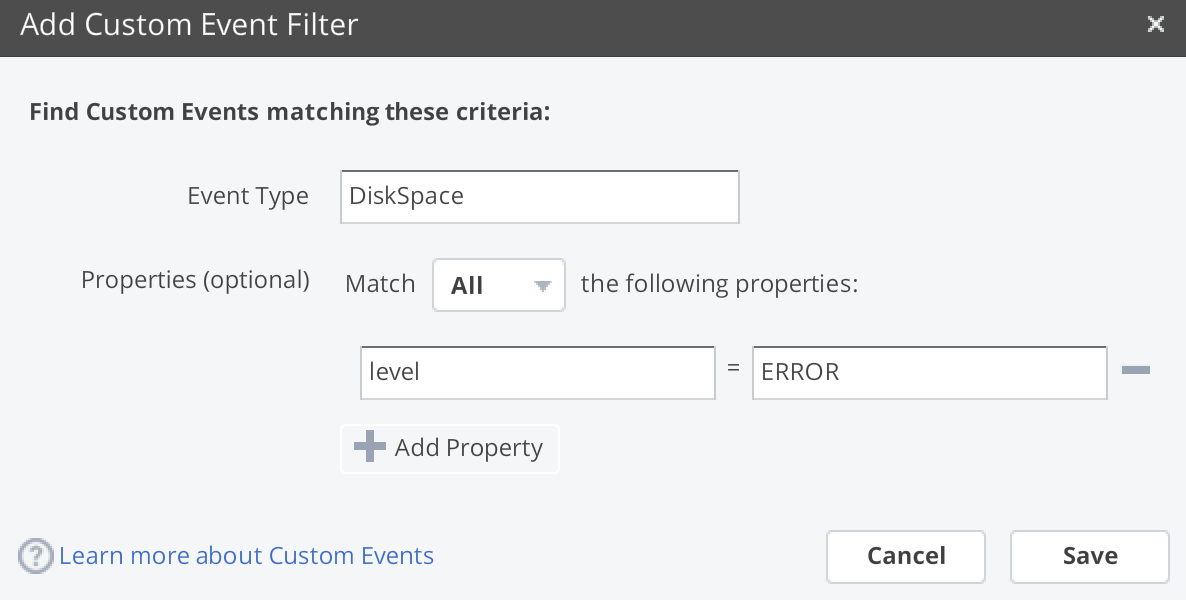 Add Custom Event Filter
Find Custom Events matching these criteria:
Event Type DiskSpace
Properties (optional) Match All the following properties:
level = ERROR
Add Property
? Learn more about Custom Events Cancel Save